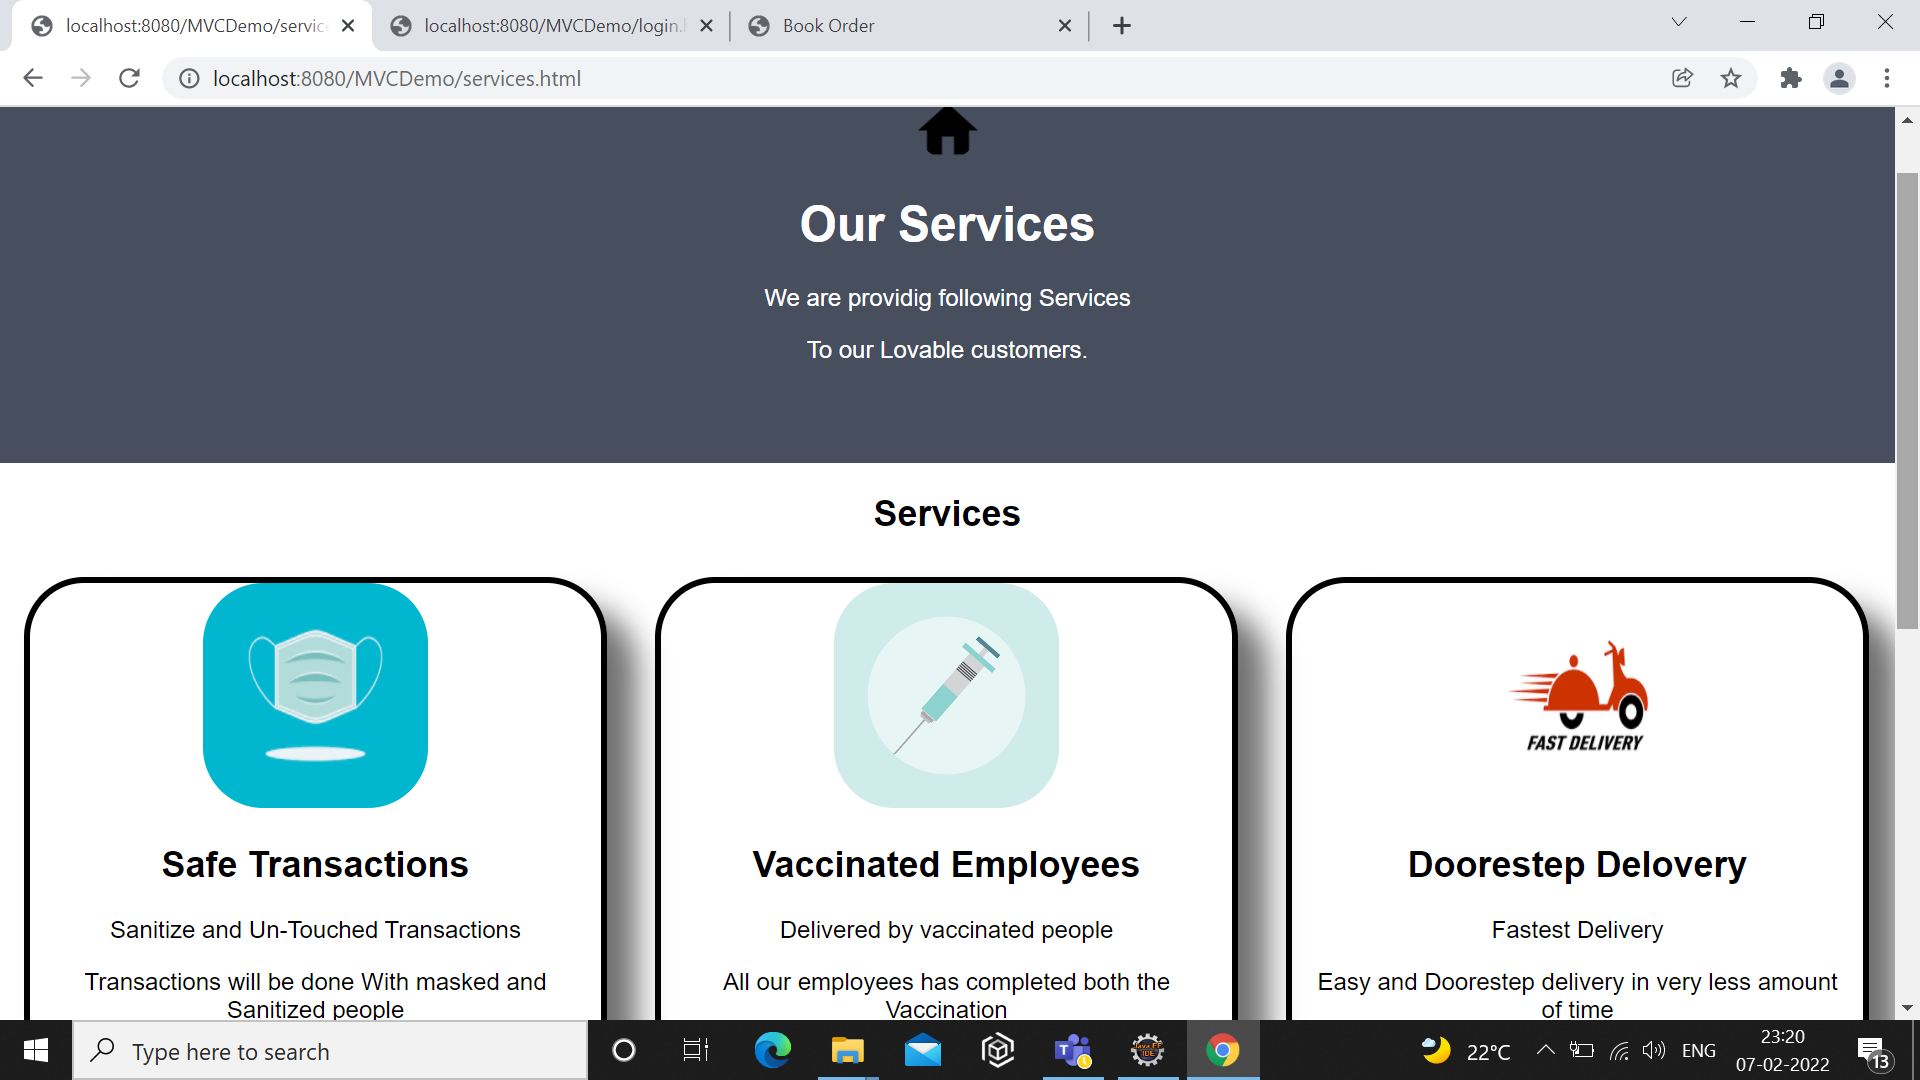 localhost:8080/MVCDemo/servic
localhost:8080/MVCDemo/login.
Book Order
localhost:8080/MVCDemo/services.html
Our Services
We are providig following Services
To our Lovable customers.
Services
FAST DELIVERY
Safe Transactions
Sanitize and Un-Touched Transactions
Transactions will be done With masked and
Sanitized people
Vaccinated Employees
Delivered by vaccinated people
All our employees has completed both the
Vaccination
Doorestep Delovery
Fastest Delivery
Easy and Doorestep delivery in very less amount
of time
Type here to search
T
Java EE
IDE
22°C
ENG
23:20
07-02-2022
13